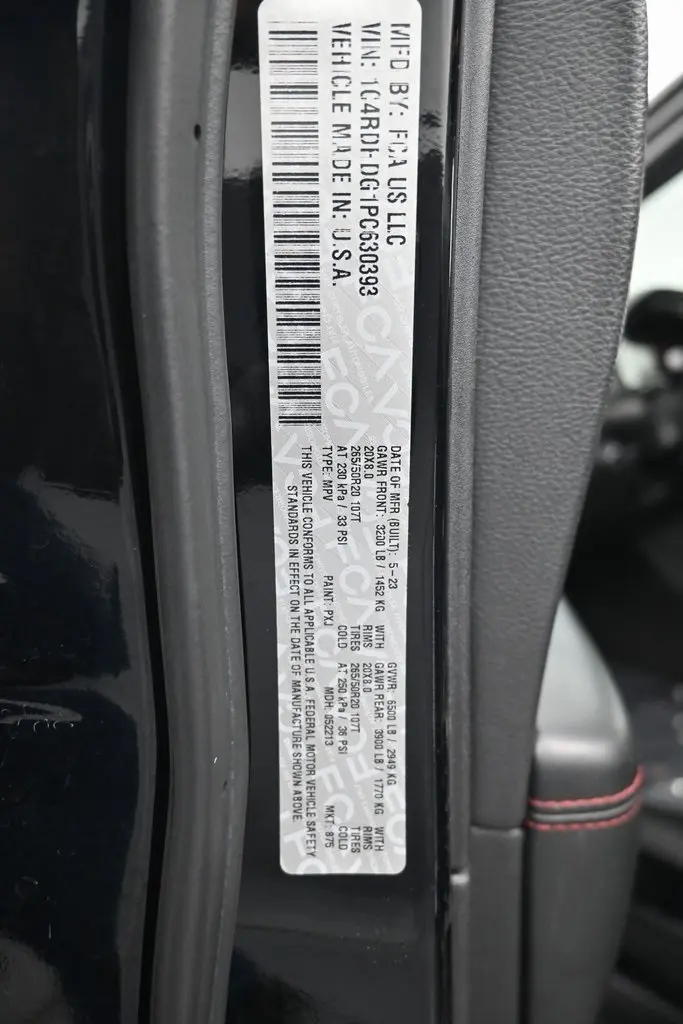 MFD BY: FCA US LLC
VIN: 1C4RDHDG1PC630393
VEHICLE MADE IN: U.S.A.
DATE OF MFR (BUILT): 5-23 GVWR: 6500 LB / 2949 KG
GAWR FRONT: 3200 LB / 1452 KG WITH GAWR REAR: 3900 LB / 1770 KG WITH
20X8.0 RIMS 20X8.0 RIMS
265/50R20 107T TIRES 265/50R20 107T TIRES
AT 230 kPa / 33 PSI COLD AT 250 kPa / 36 PSI COLD
TYPE: MPV PAINT: PXJ MDH: 052213 MKT: 875
THIS VEHICLE CONFORMS TO ALL APPLICABLE U.S.A. FEDERAL MOTOR VEHICLE SAFETY
STANDARDS IN EFFECT ON THE DATE OF MANUFACTURE SHOWN ABOVE.